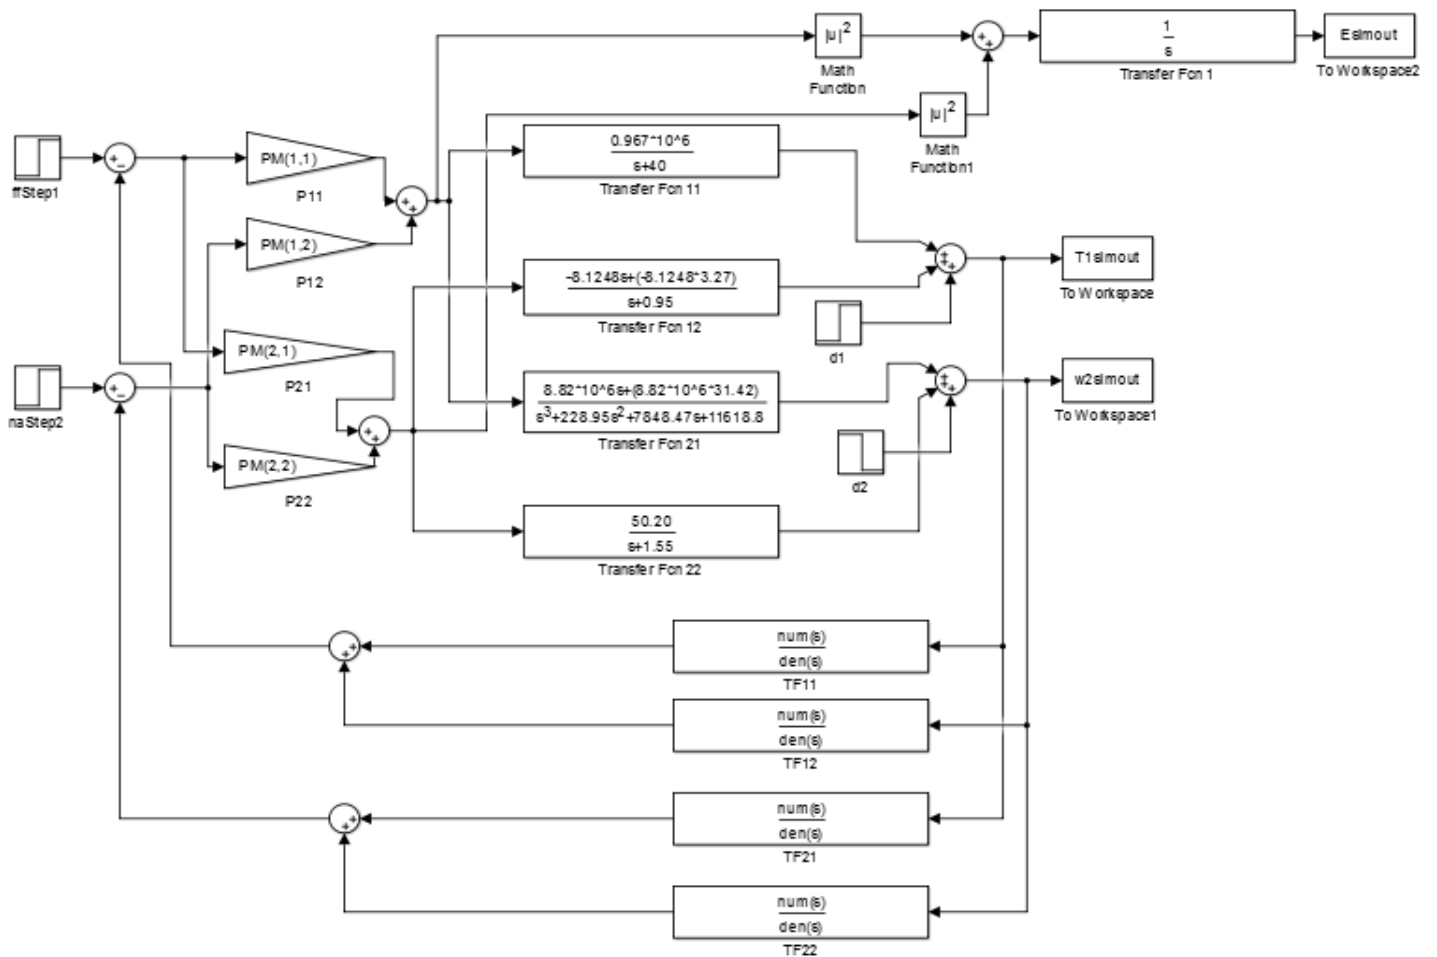 |u|²
Math
Function
1
s
Transfer Fcn 1
Esimout
To Workspace2
|u|²
Math
Function1
ffStep1
PM(1,1)
P11
0.967*10^6
s+40
Transfer Fcn 11
PM(1,2)
P12
-8.1248s+(-8.1248*3.27)
s+0.95
Transfer Fcn 12
d1
T1simout
To Workspace
naStep2
PM(2,1)
P21
8.82*10^6s+(8.82*10^6*31.42)
s³+228.95s²+7848.47s+11618.8
Transfer Fcn 21
d2
w2simout
To Workspace1
PM(2,2)
P22
50.20
s+1.55
Transfer Fcn 22
num(s)
den(s)
TF11
num(s)
den(s)
TF12
num(s)
den(s)
TF21
num(s)
den(s)
TF22